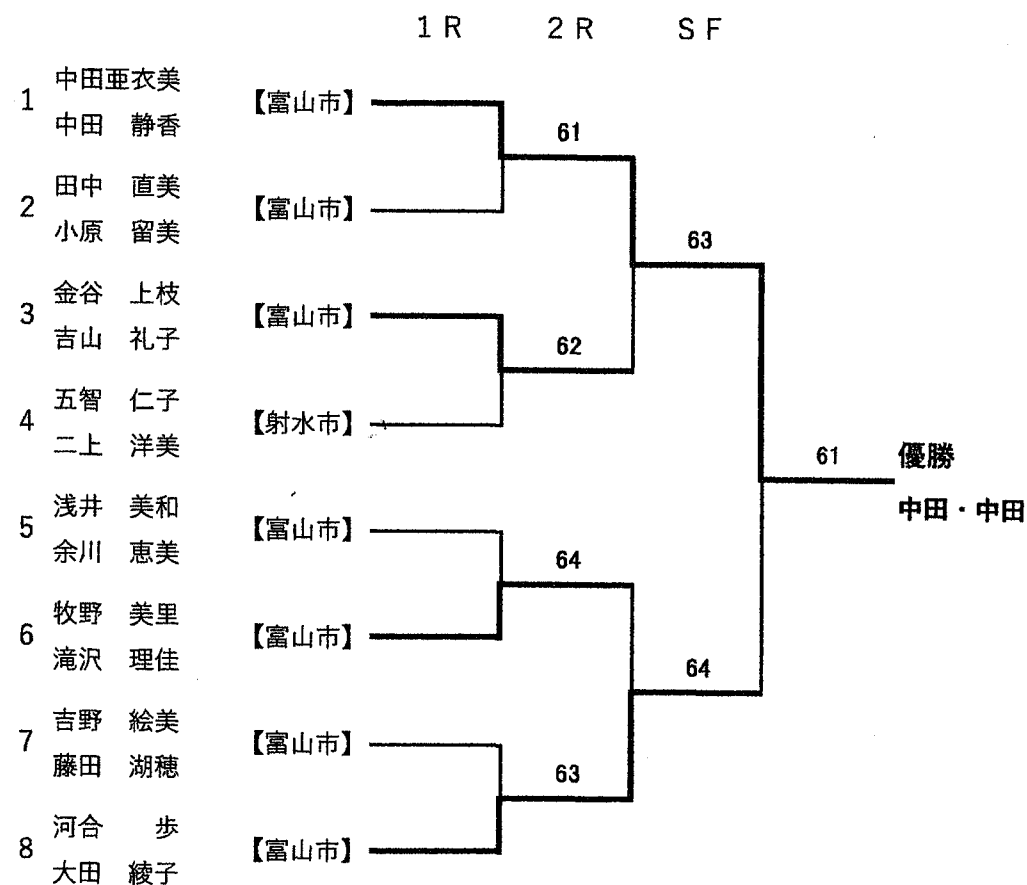 1R 2R SF
1 中田亜衣美
中田 静香
【富山市】
61
2 田中 直美
小原 留美
【富山市】
63
3 金谷 上枝
吉山 礼子
【富山市】
62
4 五智 仁子
二上 洋美
【射水市】
61 優勝
中田・中田
5 浅井 美和
余川 恵美
【富山市】
64
6 牧野 美里
滝沢 理佳
【富山市】
64
7 吉野 絵美
藤田 湖穂
【富山市】
63
8 河合 歩
大田 綾子
【富山市】